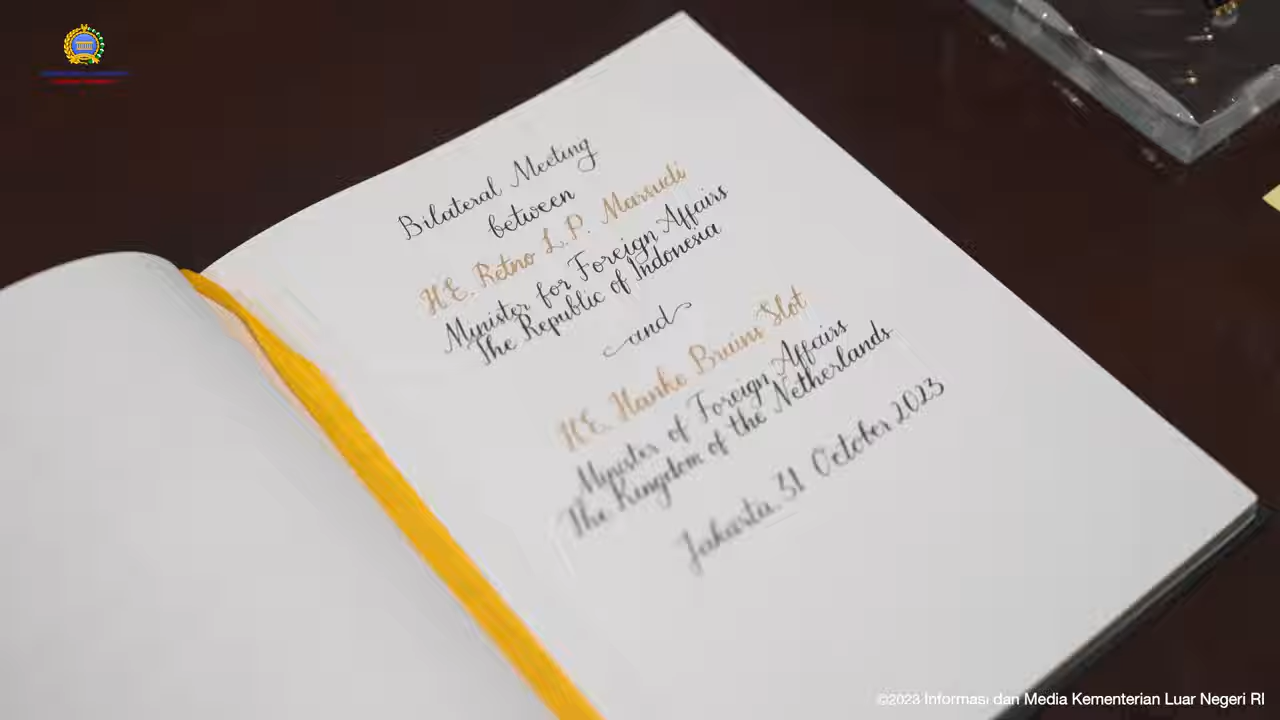 Bilateral Meeting
between
H.E. Retno L.P. Marsudi
Minister for Foreign Affairs
The Republic of Indonesia
and
H.E. Hanke Bruins Slot
Minister of Foreign Affairs
The Kingdom of the Netherlands
Jakarta, 31 October 2023
©2023 Informasi dan Media Kementerian Luar Negeri RI